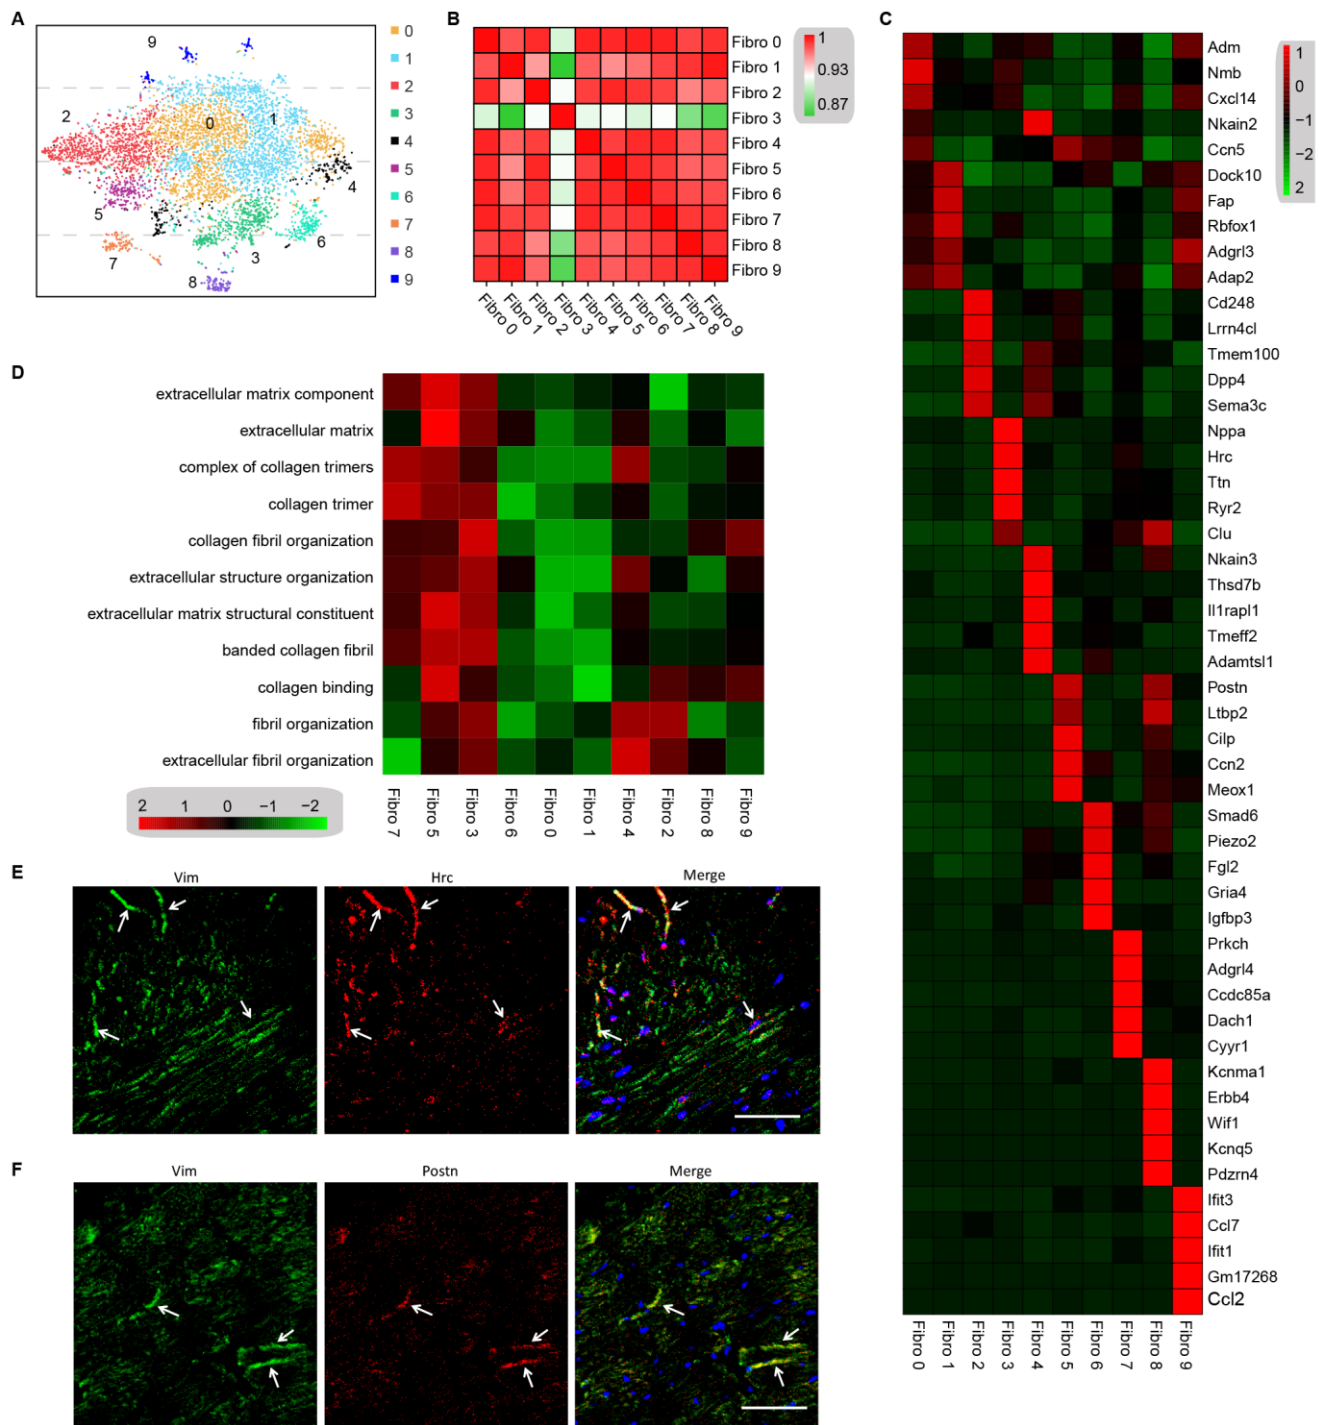 A
9
2
0
1
4
5
6
3
7
8
0
1
2
3
4
5
6
7
8
9
B
Fibro 0
Fibro 1
Fibro 2
Fibro 3
Fibro 4
Fibro 5
Fibro 6
Fibro 7
Fibro 8
Fibro 9
Fibro 0
Fibro 1
Fibro 2
Fibro 3
Fibro 4
Fibro 5
Fibro 6
Fibro 7
Fibro 8
Fibro 9
1
0.93
0.87
C
Adm
Nmb
Cxcl14
Nkain2
Ccn5
Dock10
Fap
Rbfox1
Adgrl3
Adap2
Cd248
Lrrn4cl
Tmem100
Dpp4
Sema3c
Nppa
Hrc
Ttn
Ryr2
Clu
Nkain3
Thsd7b
Il1rapl1
Tmeff2
Adamtsl1
Postn
Ltbp2
Cilp
Ccn2
Meox1
Smad6
Piezo2
Fgl2
Gria4
Igfbp3
Prkch
Adgrl4
Ccdc85a
Dach1
Cyyr1
Kcnma1
Erbb4
Wif1
Kcnq5
Pdzrn4
Ifit3
Ccl7
Ifit1
Gm17268
Ccl2
Fibro 0
Fibro 1
Fibro 2
Fibro 3
Fibro 4
Fibro 5
Fibro 6
Fibro 7
Fibro 8
Fibro 9
1
0
−1
−2
2
D
extracellular matrix component
extracellular matrix
complex of collagen trimers
collagen trimer
collagen fibril organization
extracellular structure organization
extracellular matrix structural constituent
banded collagen fibril
collagen binding
fibril organization
extracellular fibril organization
2 1 0 −1 −2
Fibro 7
Fibro 5
Fibro 3
Fibro 6
Fibro 0
Fibro 1
Fibro 4
Fibro 2
Fibro 8
Fibro 9
E
Vim
Hrc
Merge
F
Vim
Postn
Merge